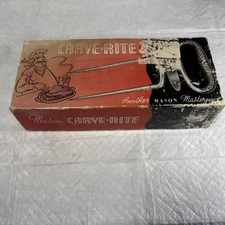 CARVE-RITE
Another MASON Masterpiece
Mason CARVE-RITE